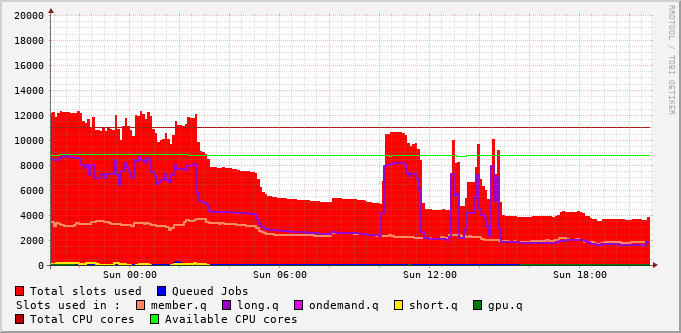 20000
18000
16000
14000
12000
10000
8000
6000
4000
2000
0
Sun 00:00 Sun 06:00 Sun 12:00 Sun 18:00
RRDTOOL / TOBI OETIKER
Total slots used Queued Jobs
Slots used in : member.q long.q ondemand.q short.q gpu.q
Total CPU cores Available CPU cores